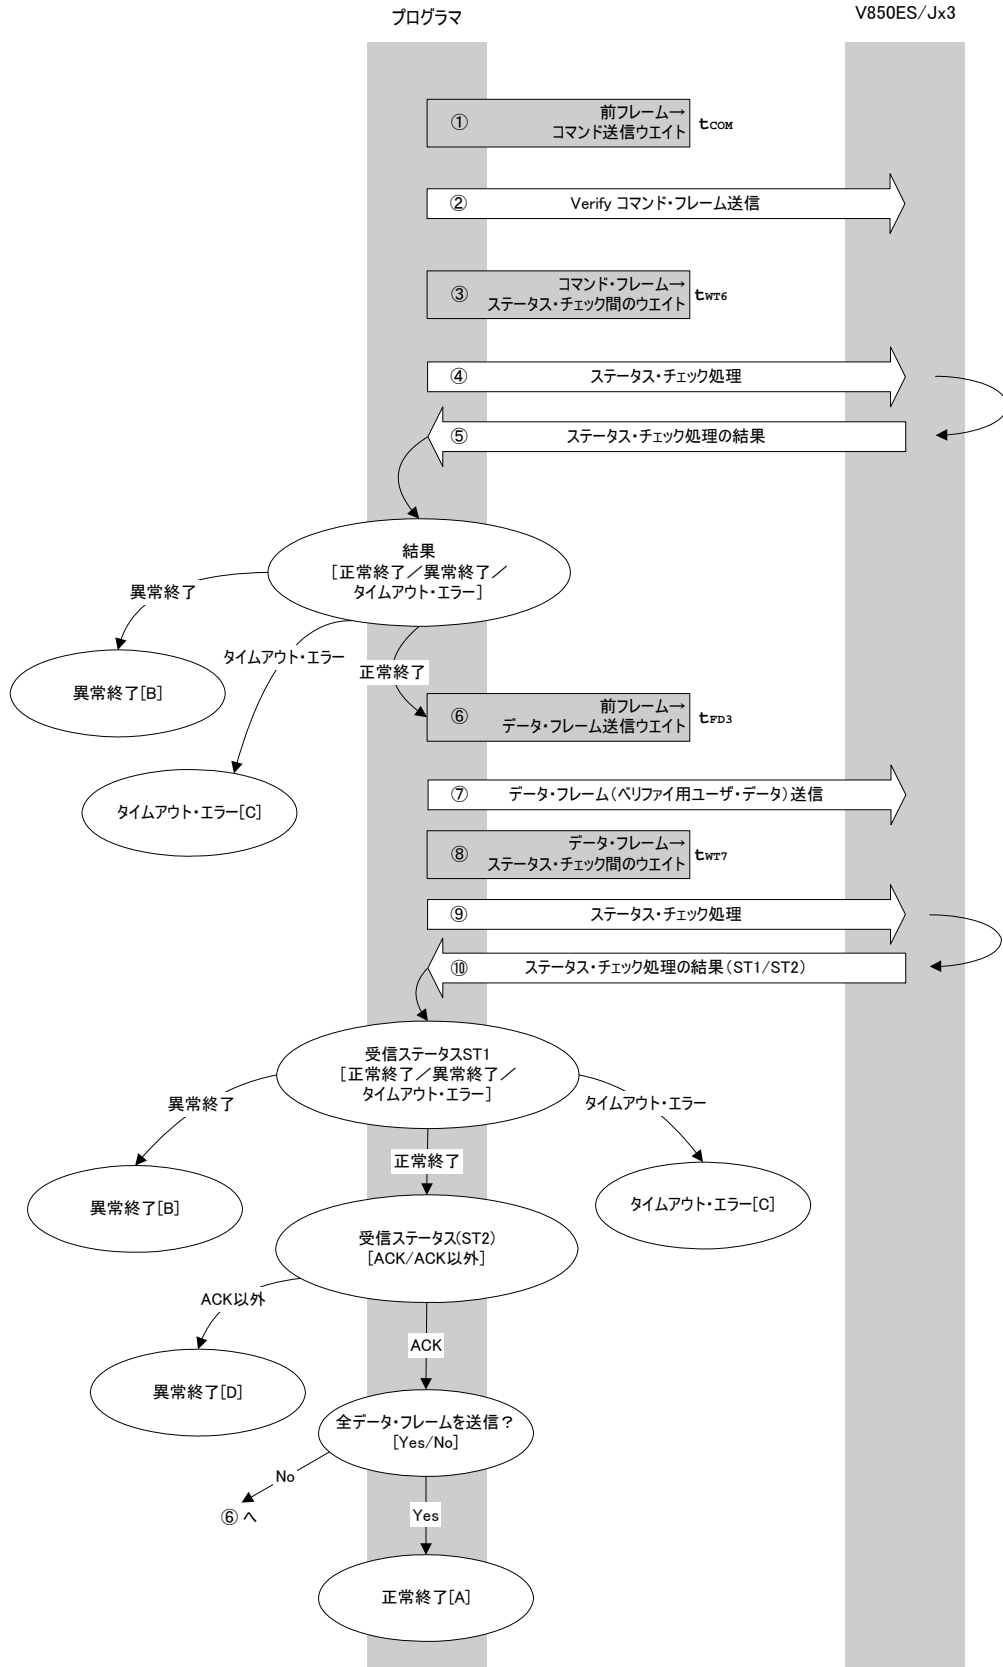 プログラマ
V850ES/Jx3
① 前フレーム→
コマンド送信ウエイト
tCOM
② Verify コマンド・フレーム送信
③ コマンド・フレーム→
ステータス・チェック間のウエイト
tWT6
④ ステータス・チェック処理
⑤ ステータス・チェック処理の結果
結果
[正常終了／異常終了／
タイムアウト・エラー]
異常終了
タイムアウト・エラー
正常終了
異常終了[B]
⑥ 前フレーム→
データ・フレーム送信ウエイト
tFD3
タイムアウト・エラー[C]
⑦ データ・フレーム（ベリファイ用ユーザ・データ）送信
⑧ データ・フレーム→
ステータス・チェック間のウエイト
tWT7
⑨ ステータス・チェック処理
⑩ ステータス・チェック処理の結果（ST1/ST2）
受信ステータスST1
[正常終了／異常終了／
タイムアウト・エラー]
異常終了
タイムアウト・エラー
正常終了
異常終了[B]
タイムアウト・エラー[C]
受信ステータス(ST2)
[ACK/ACK以外]
ACK以外
ACK
異常終了[D]
全データ・フレームを送信？
[Yes/No]
No
⑥ へ
Yes
正常終了[A]